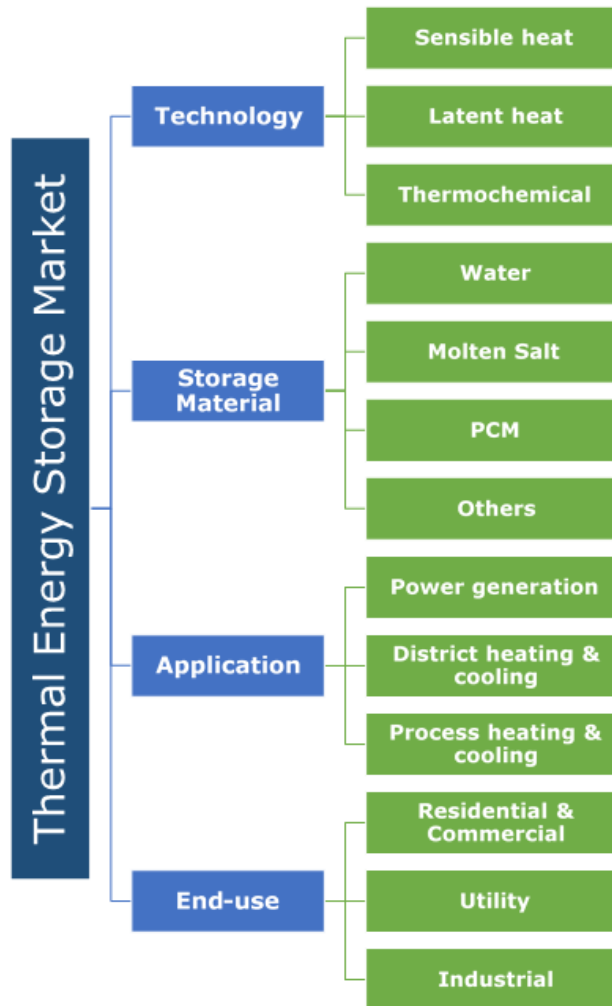 Thermal Energy Storage Market
Technology
Sensible heat
Latent heat
Thermochemical
Storage
Material
Water
Molten Salt
PCM
Others
Application
Power generation
District heating &
cooling
Process heating &
cooling
End-use
Residential &
Commercial
Utility
Industrial